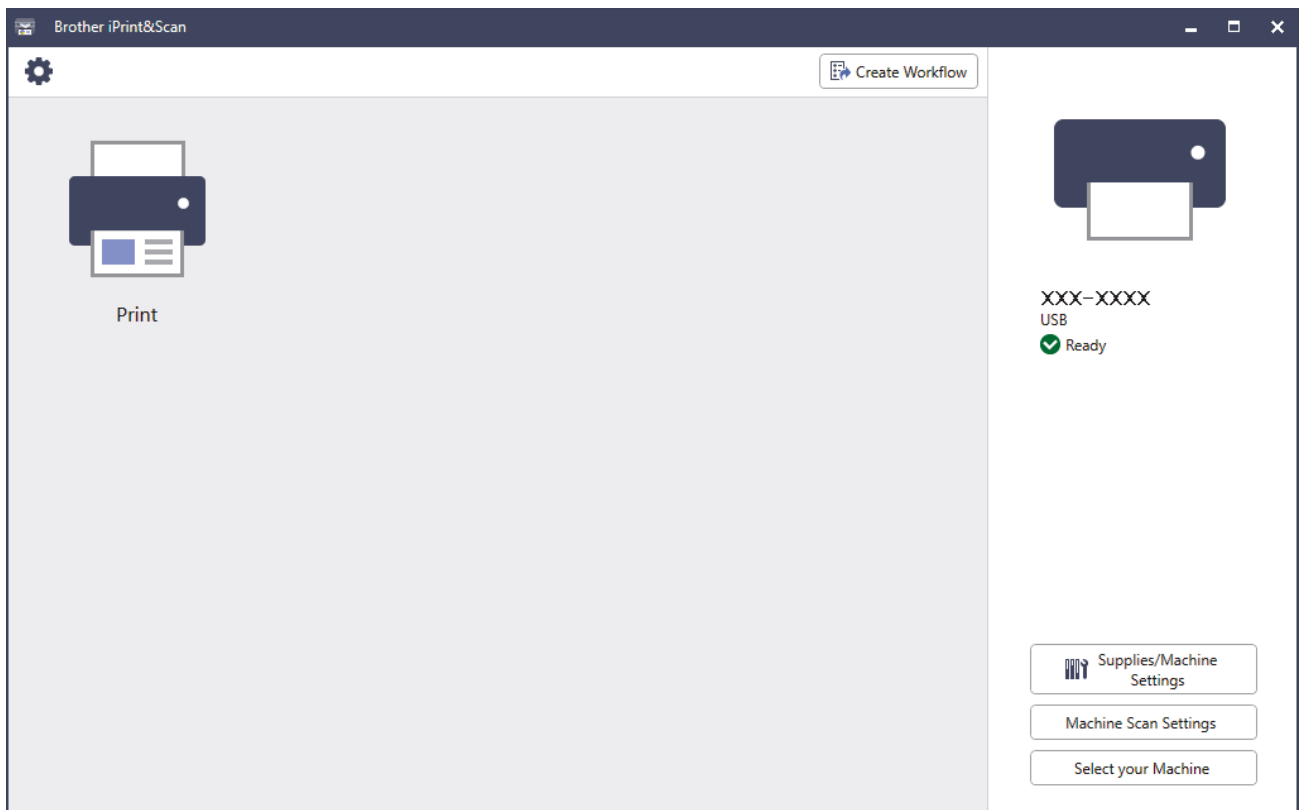 Brother iPrint&Scan
Create Workflow
Print
XXX-XXXX
USB
Ready
Supplies/Machine
Settings
Machine Scan Settings
Select your Machine